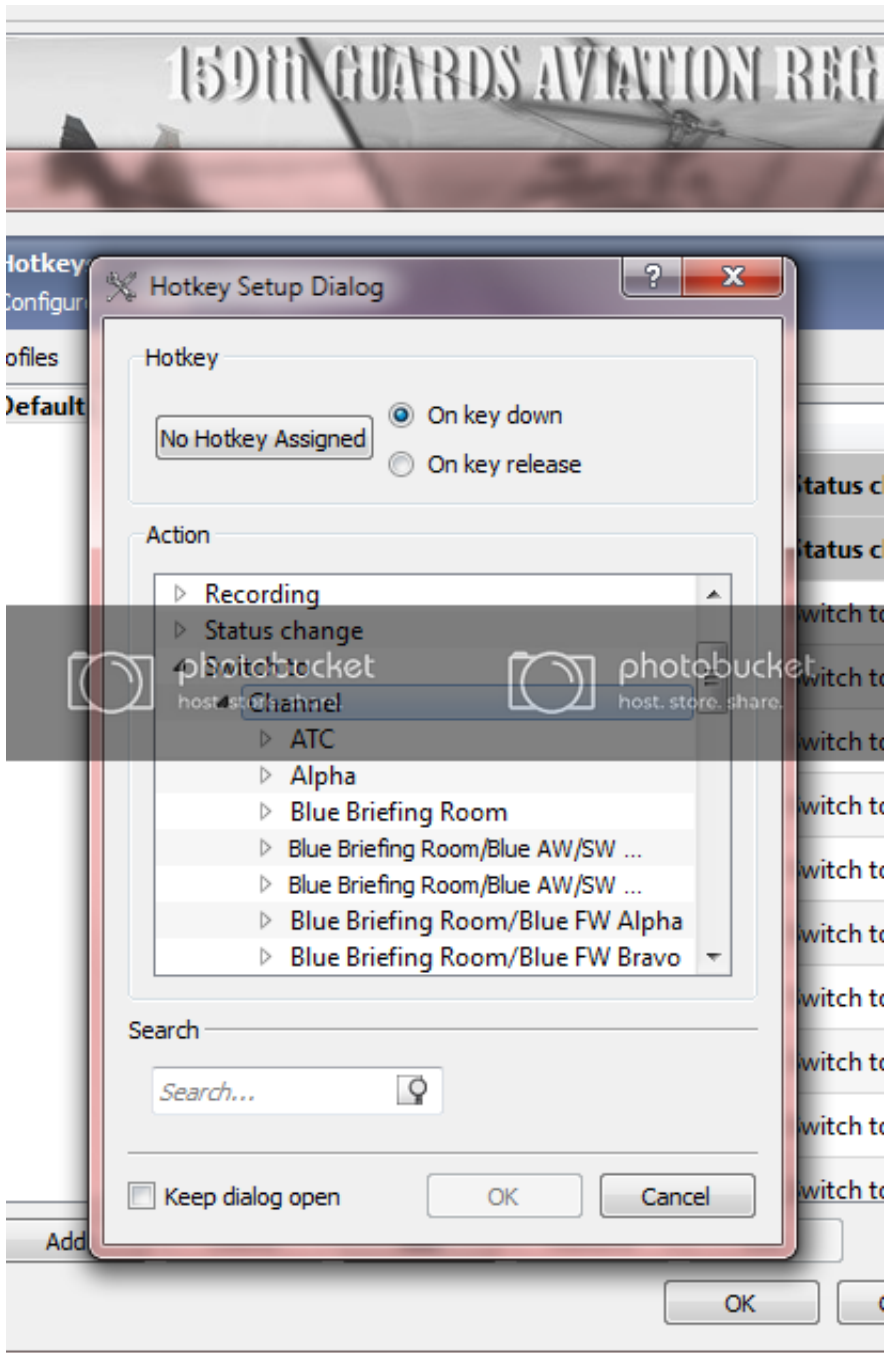 159th GUARDS AVIATION REG
Hotkey
Configur
ofiles
Default
Hotkey Setup Dialog
?
X
Hotkey
No Hotkey Assigned
On key down
On key release
Action
Recording
Status change
Switch to
Channel
ATC
Alpha
Blue Briefing Room
Blue Briefing Room/Blue AW/SW ...
Blue Briefing Room/Blue AW/SW ...
Blue Briefing Room/Blue FW Alpha
Blue Briefing Room/Blue FW Bravo
photobucket
host. store. share.
photobucket
host. store. share.
Search
Search...
Keep dialog open
OK
Cancel
tatus c
tatus c
witch to
witch to
witch to
witch to
witch to
witch to
witch to
witch to
witch to
witch to
Add
OK